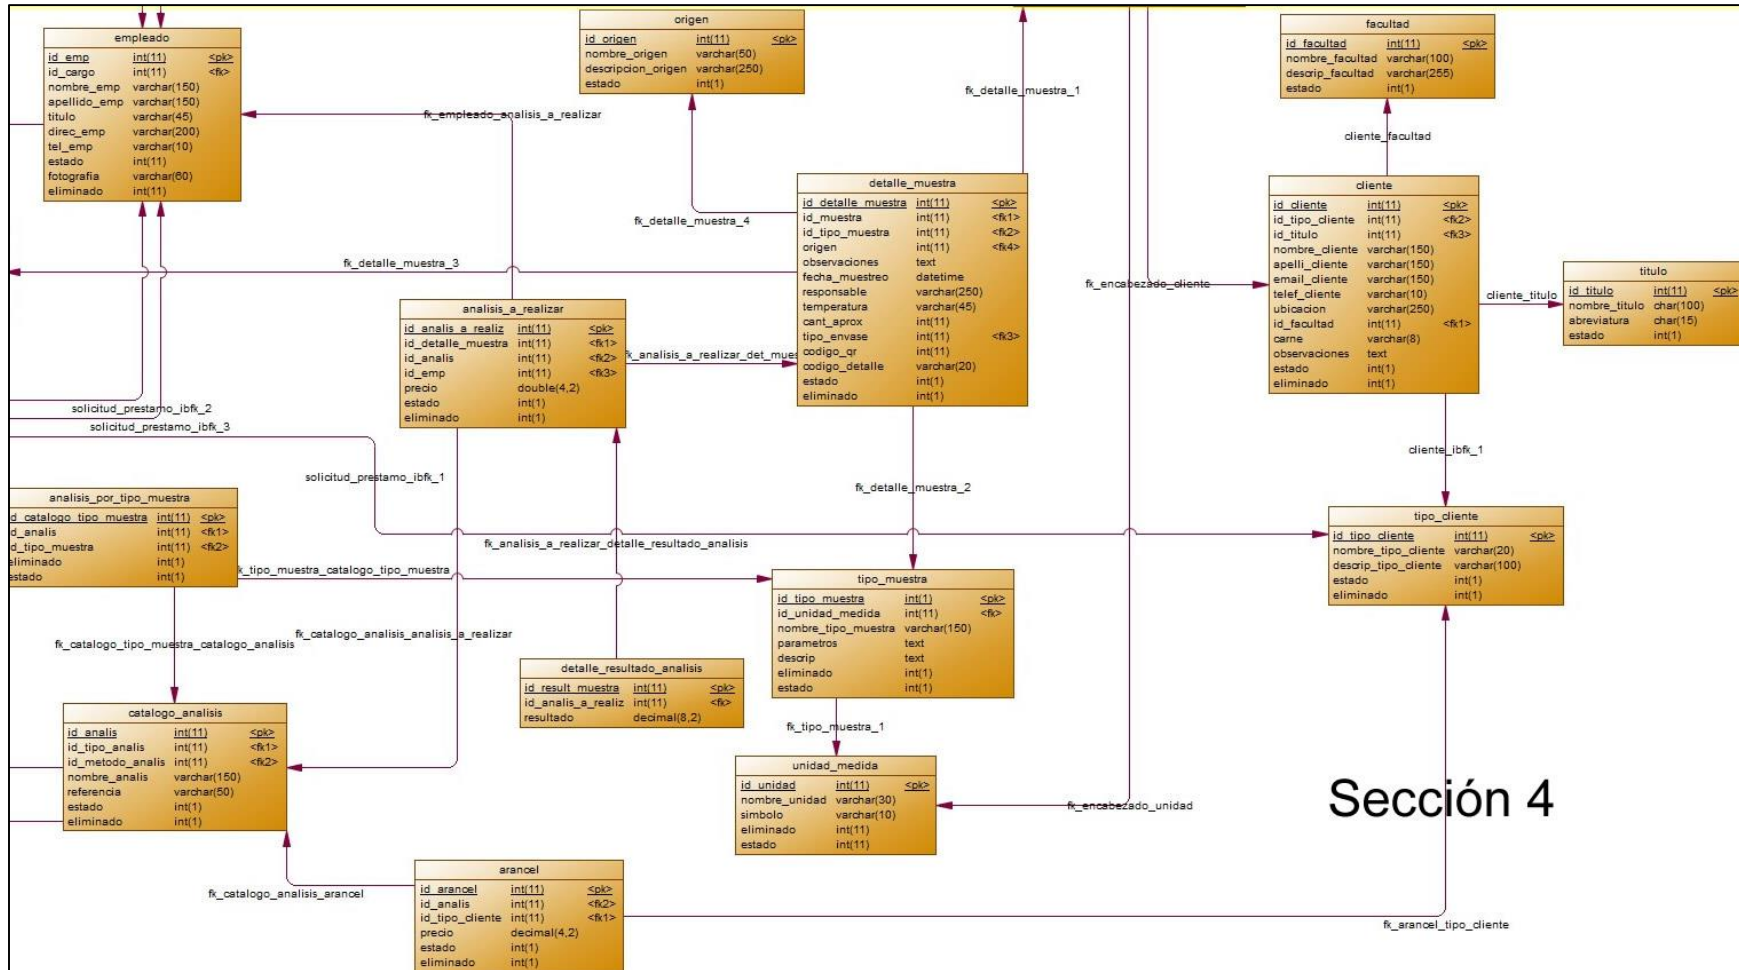 empleado
id_emp int(11) <pk>
id_cargo int(11) <fk>
nombre_emp varchar(150)
apellido_emp varchar(150)
titulo varchar(45)
direc_emp varchar(200)
tel_emp varchar(10)
estado int(11)
fotografia varchar(60)
eliminado int(11)
origen
id_origen int(11) <pk>
nombre_origen varchar(50)
descripcion_origen varchar(250)
estado int(1)
facultad
id_facultad int(11) <pk>
nombre_facultad varchar(100)
descrip_facultad varchar(255)
estado int(1)
fk_detalle_muestra_1
fk_empleado_analisis_a_realizar
cliente_facultad
detalle_muestra
id_detalle_muestra int(11) <pk>
id_muestra int(11) <fk1>
id_tipo_muestra int(11) <fk2>
origen int(11) <fk4>
observaciones text
fecha_muestreo datetime
responsable varchar(250)
temperatura varchar(45)
cant_aprox int(11)
tipo_envase int(11) <fk3>
codigo_qr int(11)
codigo_detalle varchar(20)
estado int(1)
eliminado int(1)
cliente
id_cliente int(11) <pk>
id_tipo_cliente int(11) <fk2>
id_titulo int(11) <fk3>
nombre_cliente varchar(150)
apelli_cliente varchar(150)
email_cliente varchar(150)
telef_cliente varchar(10)
ubicacion varchar(250)
id_facultad int(11) <fk1>
carne varchar(8)
observaciones text
estado int(1)
eliminado int(1)
fk_detalle_muestra_4
fk_detalle_muestra_3
fk_encabezado_cliente
cliente_titulo
titulo
id_titulo int(11) <pk>
nombre_titulo char(100)
abreviatura char(15)
estado int(1)
analisis_a_realizar
id_analis_a_realiz int(11) <pk>
id_detalle_muestra int(11) <fk1>
id_analis int(11) <fk2>
id_emp int(11) <fk3>
precio double(4,2)
estado int(1)
eliminado int(1)
k_analisis_a_realizar_det_mues
solicitud_prestamo_ibfk_2
solicitud_prestamo_ibfk_3
solicitud_prestamo_ibfk_1
cliente_ibfk_1
fk_detalle_muestra_2
analisis_por_tipo_muestra
d_catalogo_tipo_muestra int(11) <pk>
d_analis int(11) <fk1>
d_tipo_muestra int(11) <fk2>
eliminado int(1)
estado int(1)
tipo_cliente
id_tipo_cliente int(11) <pk>
nombre_tipo_cliente varchar(20)
descrip_tipo_cliente varchar(100)
estado int(1)
eliminado int(1)
fk_analisis_a_realizar_detalle_resultado_analisis
k_tipo_muestra_catalogo_tipo_muestra
tipo_muestra
id_tipo_muestra int(1) <pk>
id_unidad_medida int(11) <fk>
nombre_tipo_muestra varchar(150)
parametros text
descrip text
eliminado int(1)
estado int(1)
fk_catalogo_analisis_analisis_a_realizar
fk_catalogo_tipo_muestra_catalogo_analisis
detalle_resultado_analisis
id_result_muestra int(11) <pk>
id_analis_a_realiz int(11) <fk>
resultado decimal(8,2)
catalogo_analisis
id_analis int(11) <pk>
id_tipo_analis int(11) <fk1>
id_metodo_analis int(11) <fk2>
nombre_analis varchar(150)
referencia varchar(50)
estado int(1)
eliminado int(1)
fk_tipo_muestra_1
unidad_medida
id_unidad int(11) <pk>
nombre_unidad varchar(30)
simbolo varchar(10)
eliminado int(11)
estado int(11)
fk_encabezado_unidad
Sección 4
arancel
id_arancel int(11) <pk>
id_analis int(11) <fk2>
id_tipo_cliente int(11) <fk1>
precio decimal(4,2)
estado int(1)
eliminado int(1)
fk_catalogo_analisis_arancel
fk_arancel_tipo_cliente